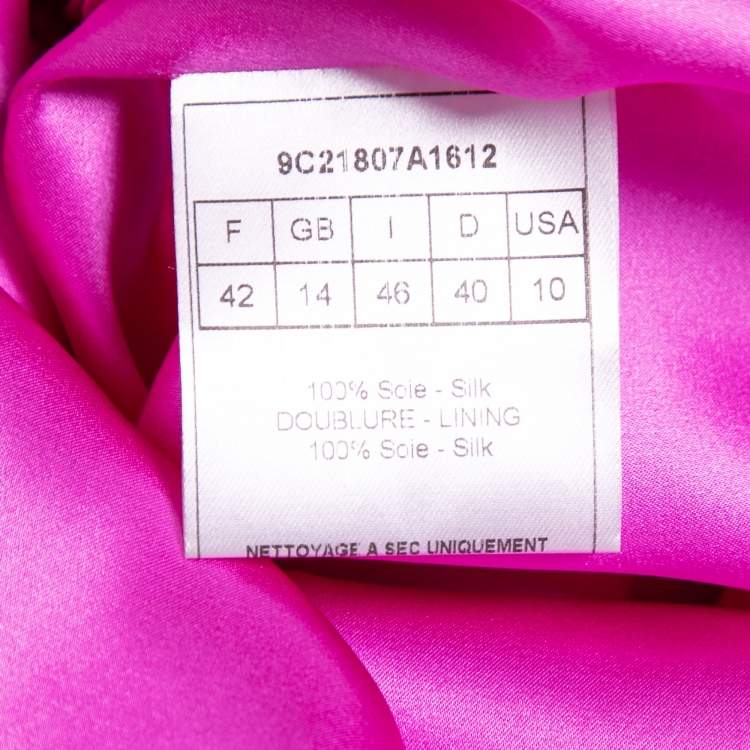 9C21807A1612
F GB I D USA
42 14 46 40 10
100% Soie - Silk
DOUBLURE - LINING
100% Soie - Silk
NETTOYAGE A SEC UNIQUEMENT